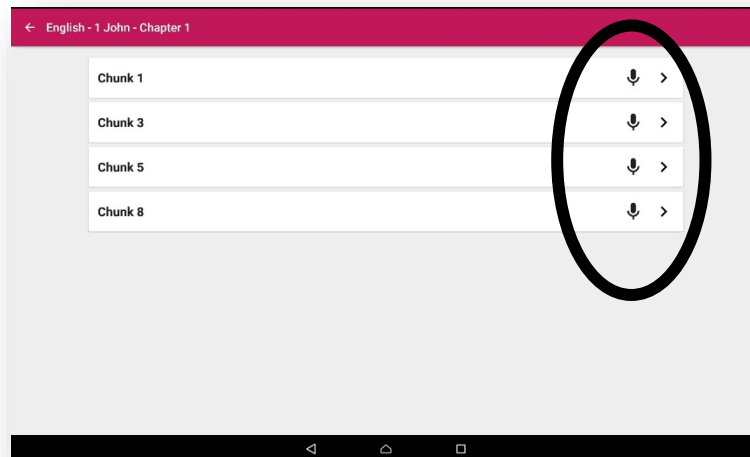 English - 1 John - Chapter 1
Chunk 1
Chunk 3
Chunk 5
Chunk 8